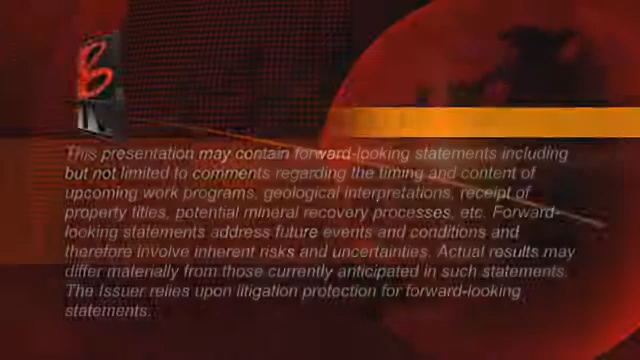 B
This presentation may contain forward-looking statements including
but not limited to comments regarding the timing and content of
upcoming work programs, geological interpretations, receipt of
property titles, potential mineral recovery processes, etc. Forward-
looking statements address future events and conditions and
therefore involve inherent risks and uncertainties. Actual results may
differ materially from those currently anticipated in such statements.
The Issuer relies upon litigation protection for forward-looking
statements.